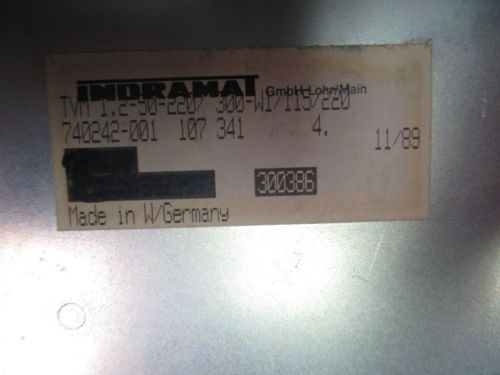 INDRAMAT GmbH Lohr/Main
TVM 1.2-50-220/ 300-W1/115/220
740242-001 107 341 4. 11/89
300386
Made in W/Germany